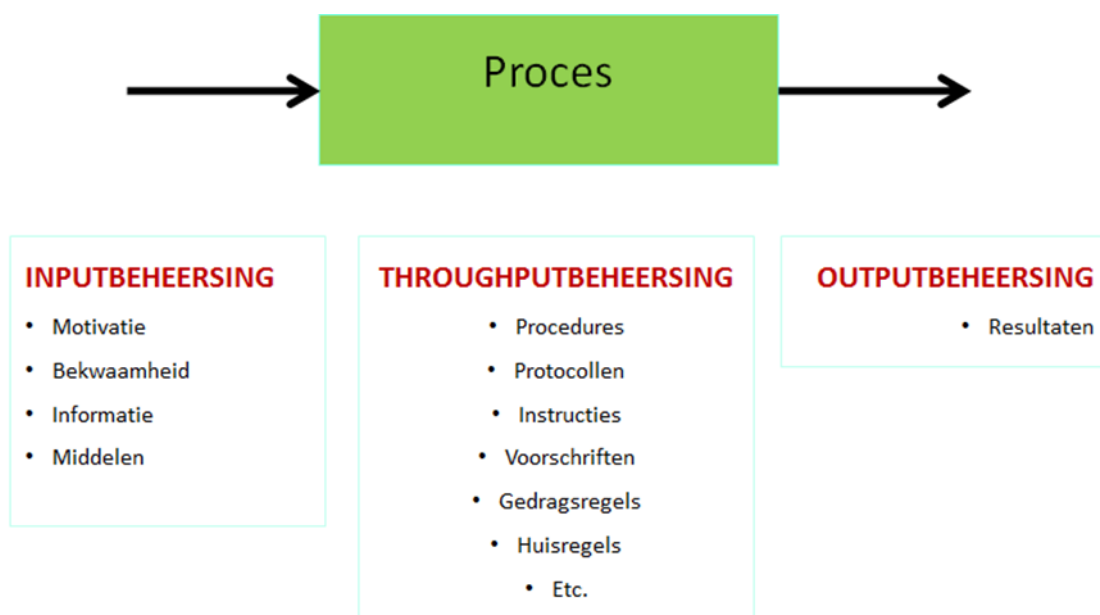 Proces
INPUTBEHEERSING
• Motivatie
• Bekwaamheid
• Informatie
• Middelen
THROUGHPUTBEHEERSING
• Procedures
• Protocollen
• Instructies
• Voorschriften
• Gedragsregels
• Huisregels
• Etc.
OUTPUTBEHEERSING
• Resultaten